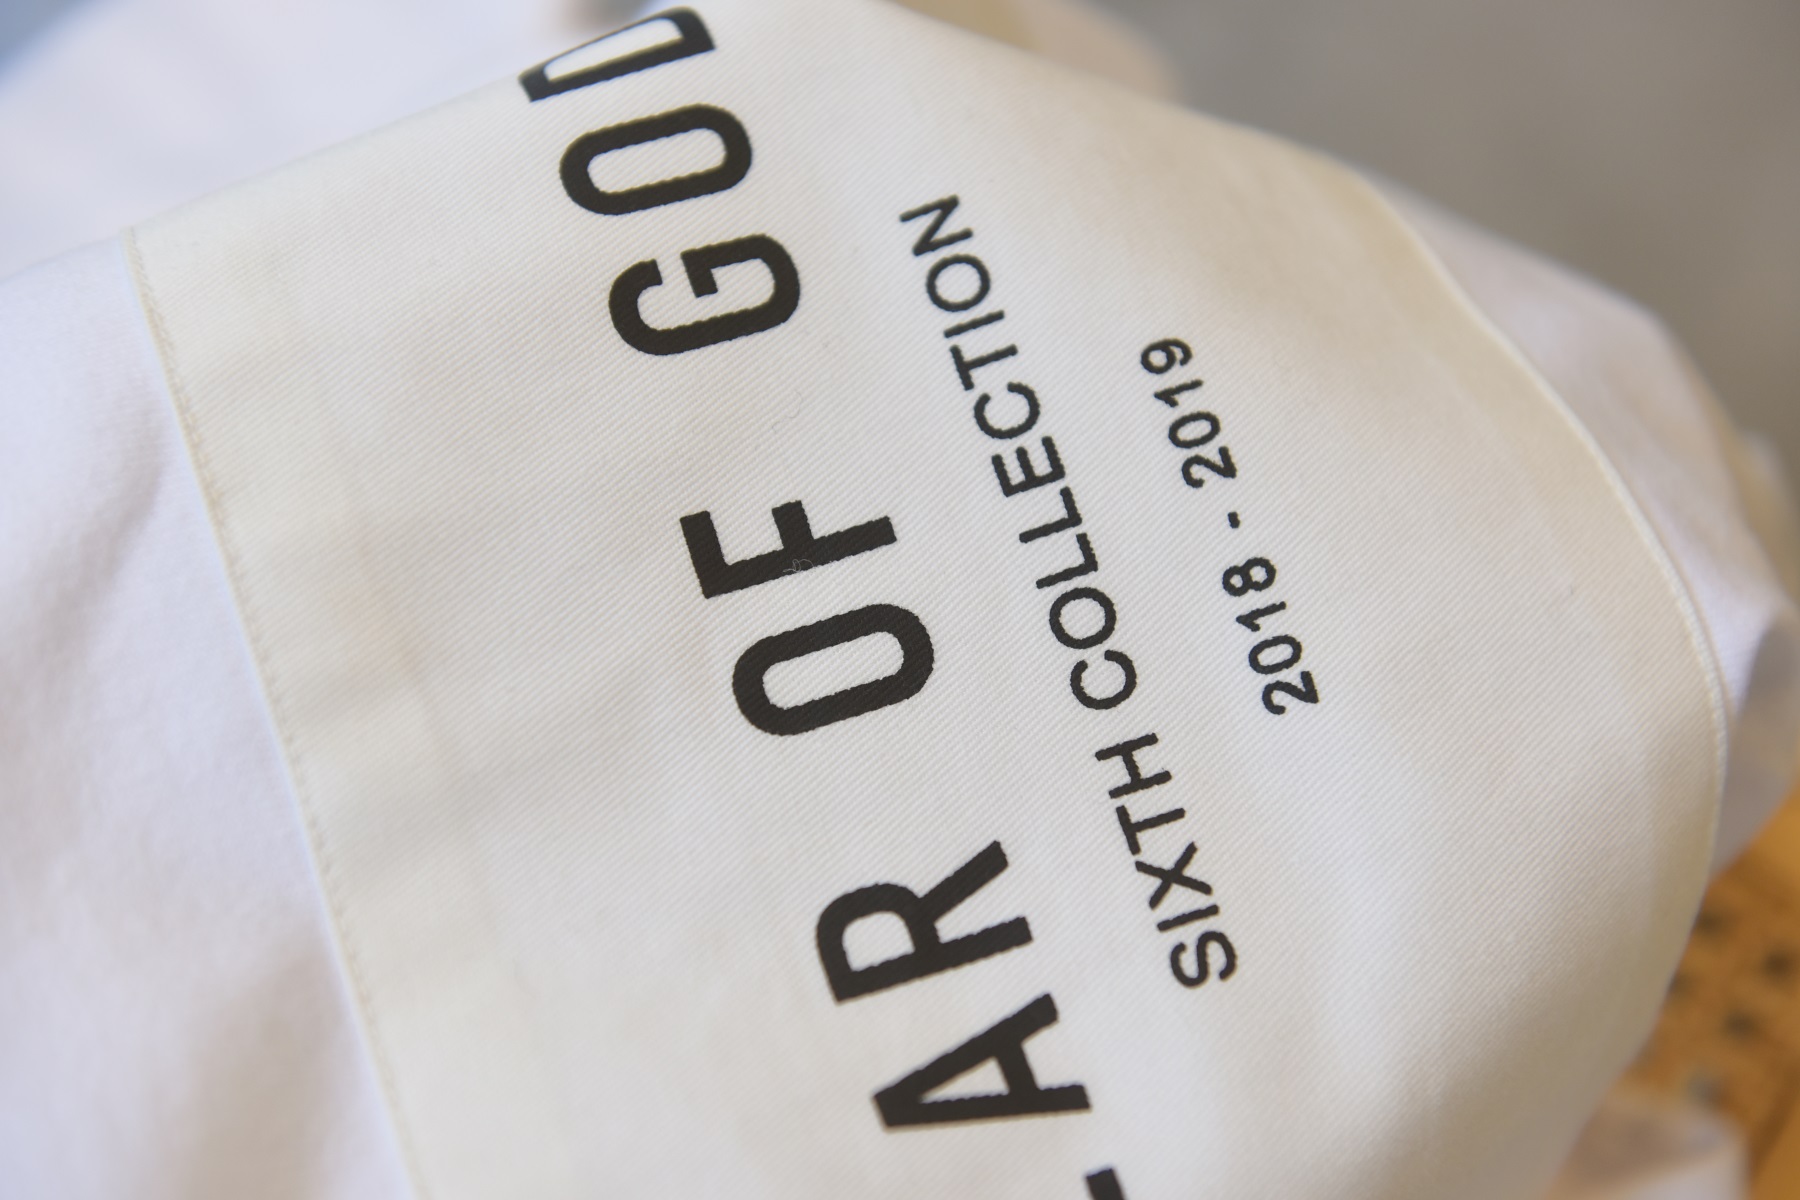 AR OF GOD
SIXTH COLLECTION
2018 - 2019